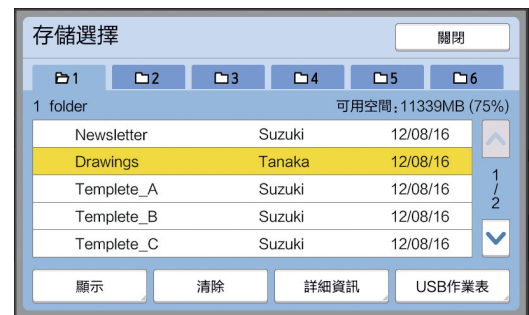 存儲選擇 關閉
1 2 3 4 5 6
1 folder 可用空間:11339MB (75%)
Newsletter Suzuki 12/08/16
Drawings Tanaka 12/08/16
Templete_A Suzuki 12/08/16
Templete_B Suzuki 12/08/16
Templete_C Suzuki 12/08/16
1
/
2
顯示 清除 詳細資訊 USB作業表